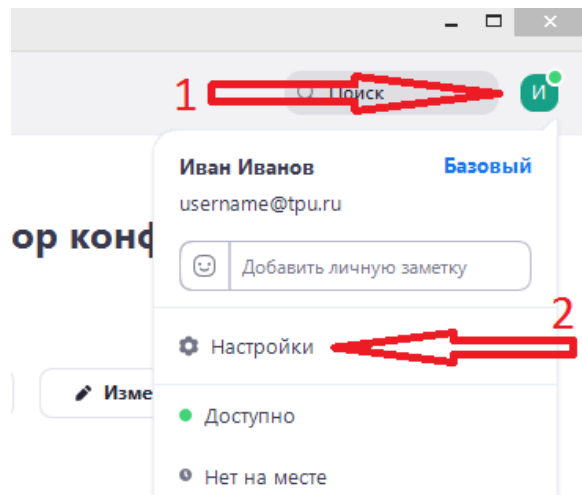 1
Поиск
И
Иван Иванов
Базовый
username@tpu.ru
ор конф
Добавить личную заметку
2
Настройки
Изме
Доступно
Нет на месте